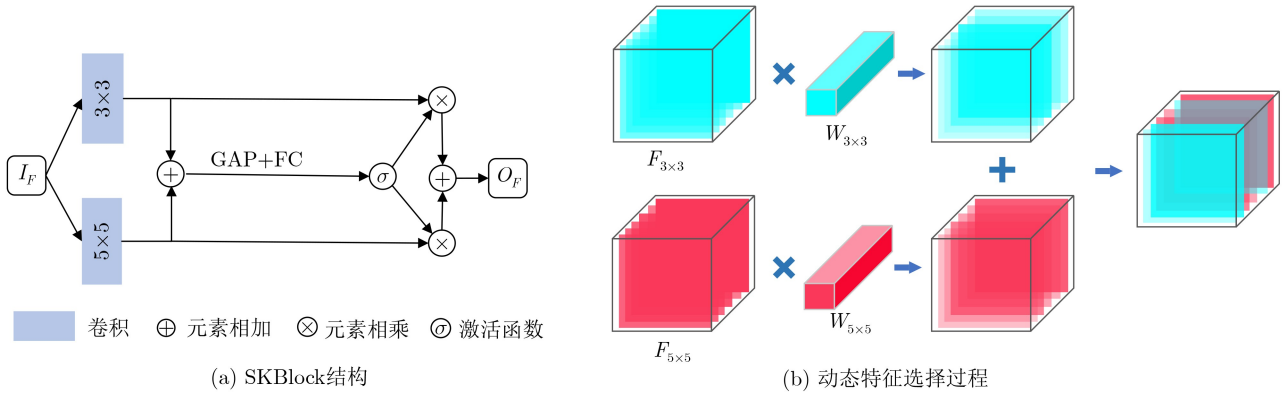 3×3
I_F
GAP+FC
+
σ
×
+
O_F
5×5
×
卷积
+ 元素相加
× 元素相乘
σ 激活函数
(a) SKBlock结构
F_{3×3}
×
W_{3×3}
+
F_{5×5}
×
W_{5×5}
(b) 动态特征选择过程